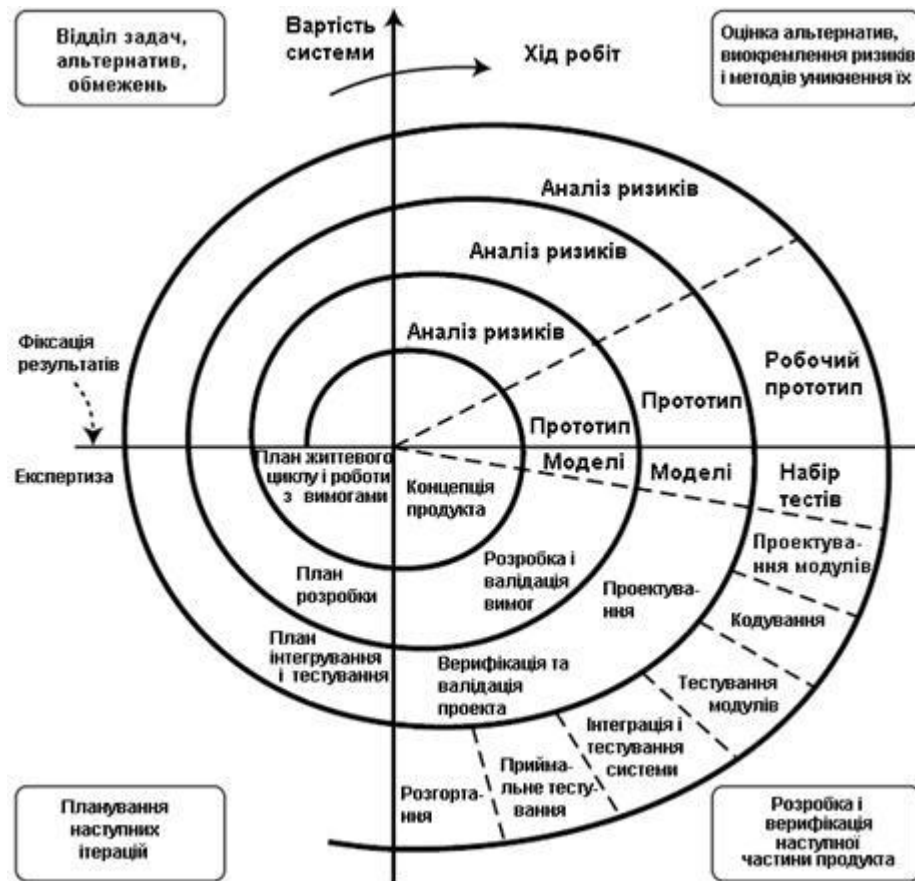 Відділ задач,
альтернатив,
обмежень
Вартість
системи
Хід робіт
Оцінка альтернатив,
виокремлення ризиків
і методів уникнення їх
Аналіз ризиків
Аналіз ризиків
Аналіз ризиків
Фіксація
результатів
Робочий
прототип
Прототип
Прототип
Експертиза
План життевого
циклу і роботи
з вимогами
Концепція
продукта
Моделі
Моделі
Набір
тестів
Проектува-
ння модулів
План
розробки
Розробка і
валідація
вимог
Проектува-
ння
Кодування
План
інтегрування
і тестування
Верифікація та
валідація
проекта
Тестування
модулів
Інтеграція і
тестування
системи
Розгорта-
ння
Прийма-
льне тесту-
вання
Планування
наступних
ітерацій
Розробка і
верифікація
наступної
частини продукта